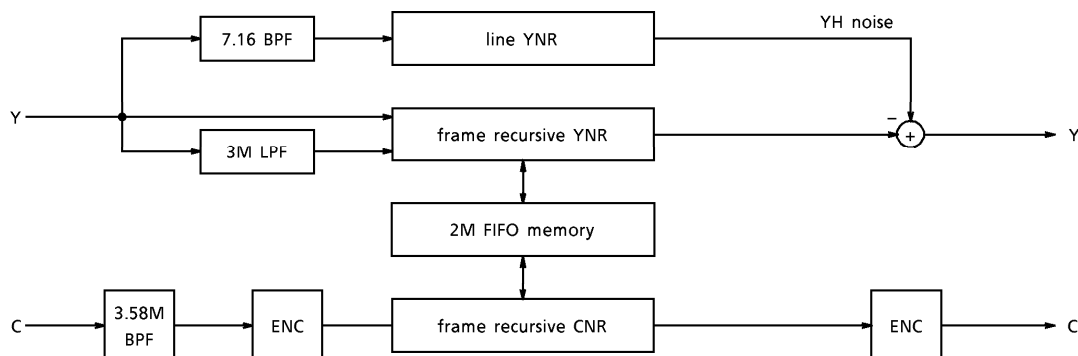 YH noise
7.16 BPF
line YNR
Y
−
+
Y
frame recursive YNR
3M LPF
2M FIFO memory
C
3.58M
BPF
ENC
frame recursive CNR
ENC
C